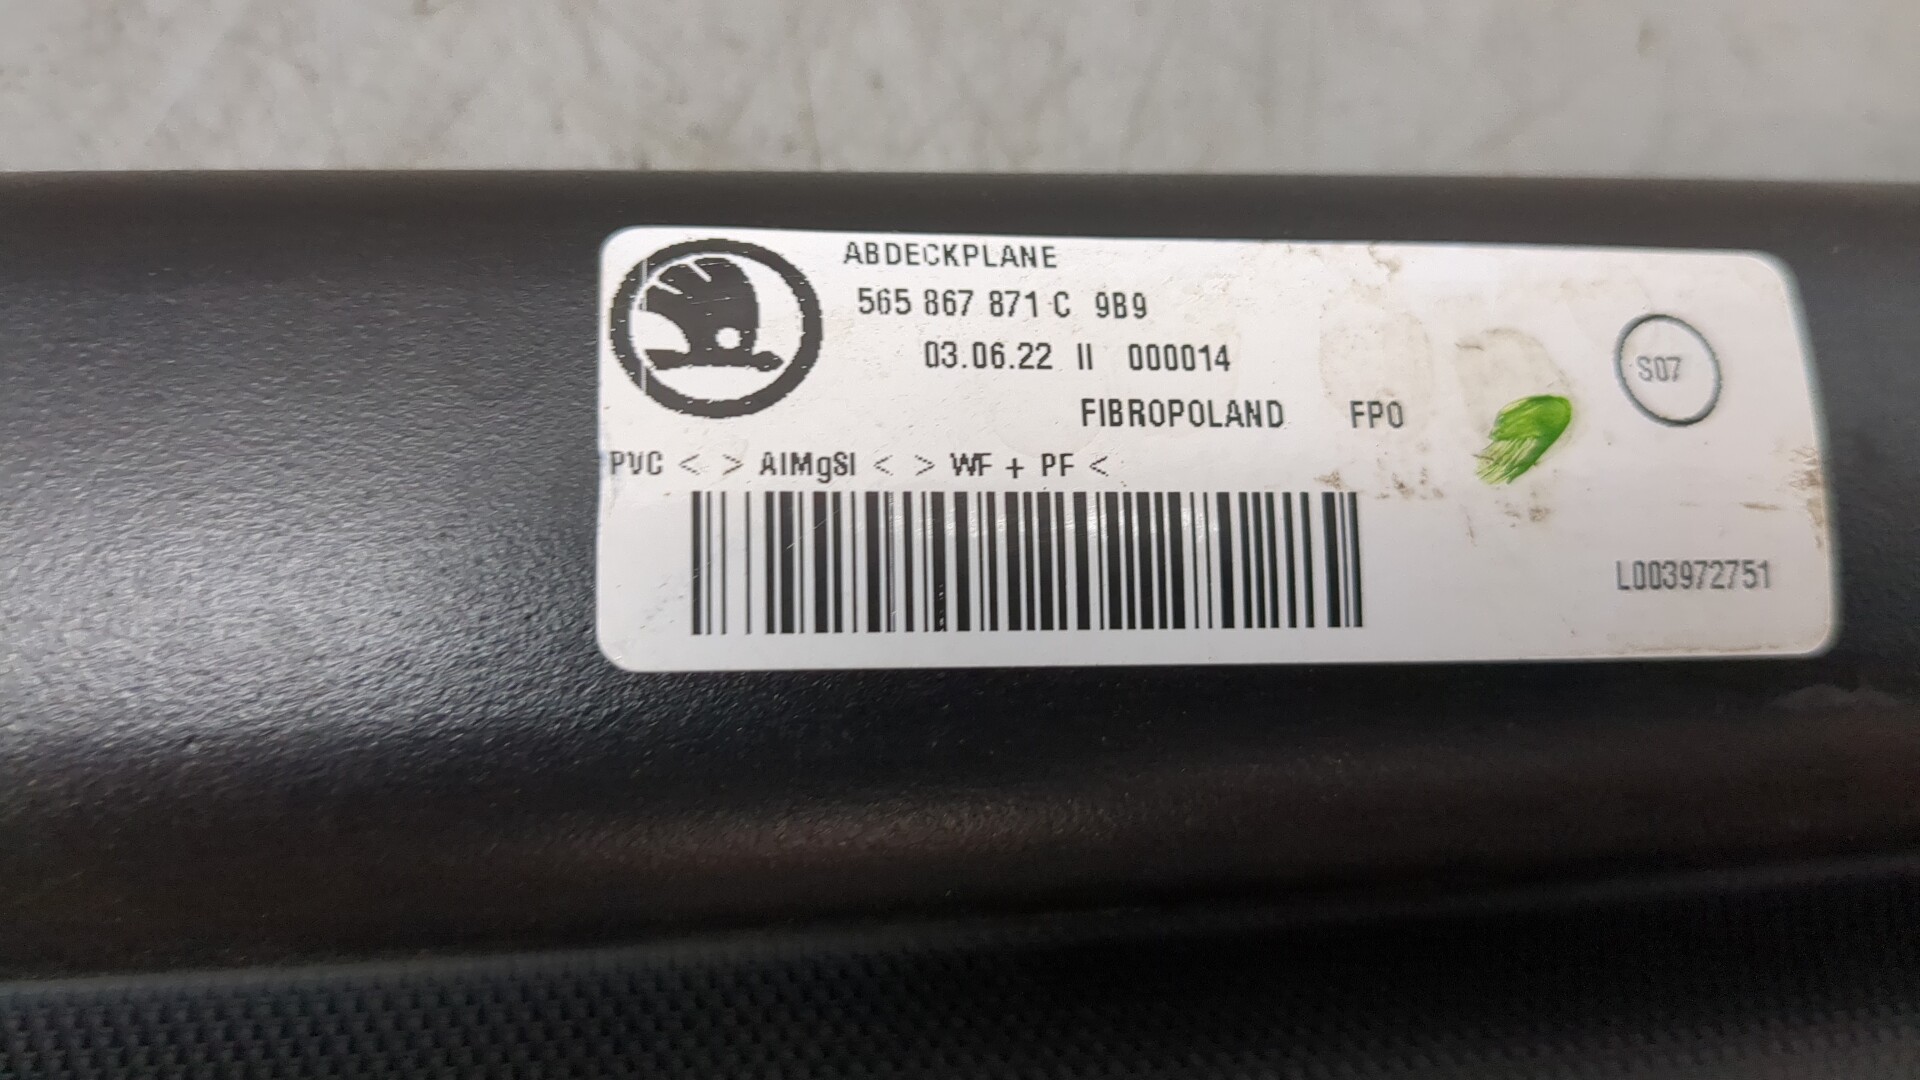 ABDECKPLANE
565 867 871 C 9B9
03.06.22 II 000014
FIBROPOLAND FPO
PVC < > AlMgSI < > WF + PF <
S07
L003972751